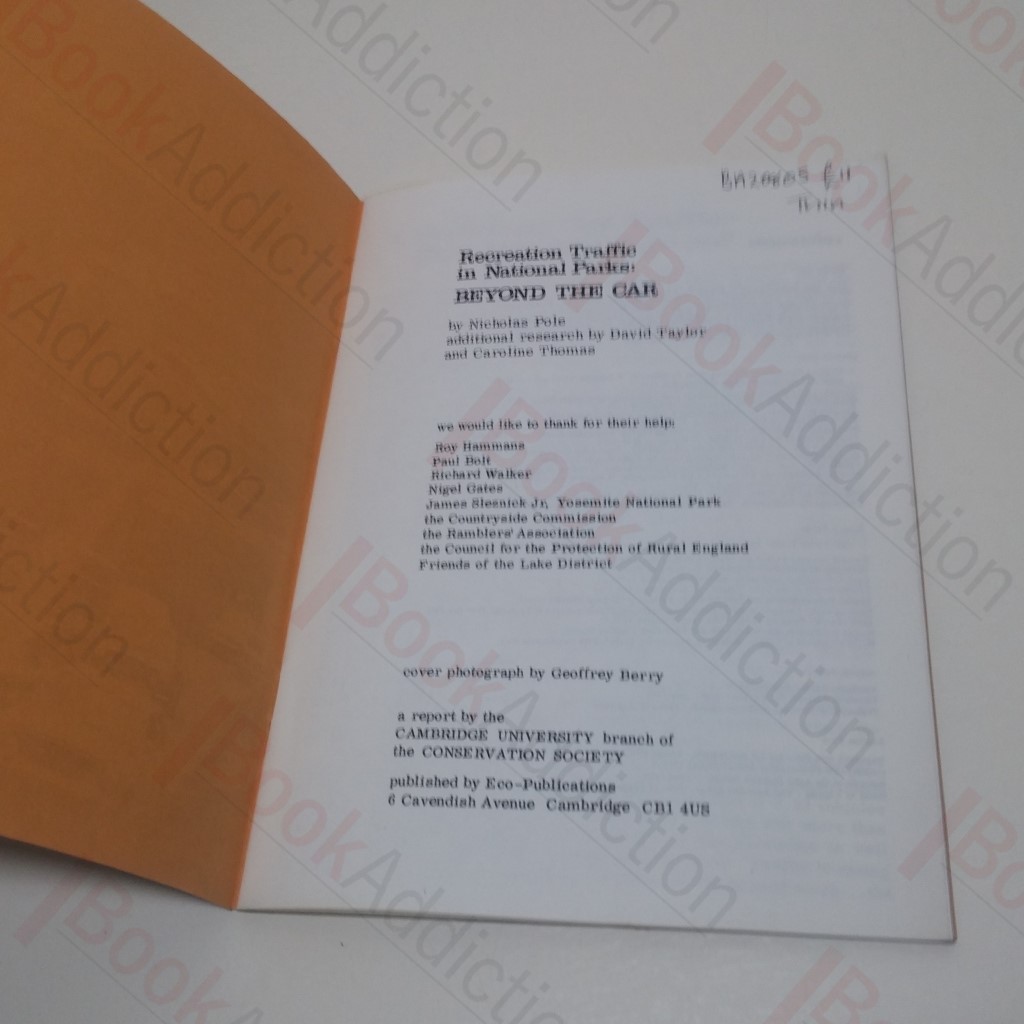 Recreation Traffic
in National Parks:
BEYOND THE CAR
by Nicholas Pole
additional research by David Taylor
and Caroline Thomas
we would like to thank for their help:
Roy Hammans
Paul Bolt
Richard Walker
Nigel Gates
James Slesnick Jr, Yosemite National Park
the Countryside Commission
the Ramblers' Association
the Council for the Protection of Rural England
Friends of the Lake District
cover photograph by Geoffrey Berry
a report by the
CAMBRIDGE UNIVERSITY branch of
the CONSERVATION SOCIETY
published by Eco-Publications
6 Cavendish Avenue Cambridge CB1 4US
BookAddiction